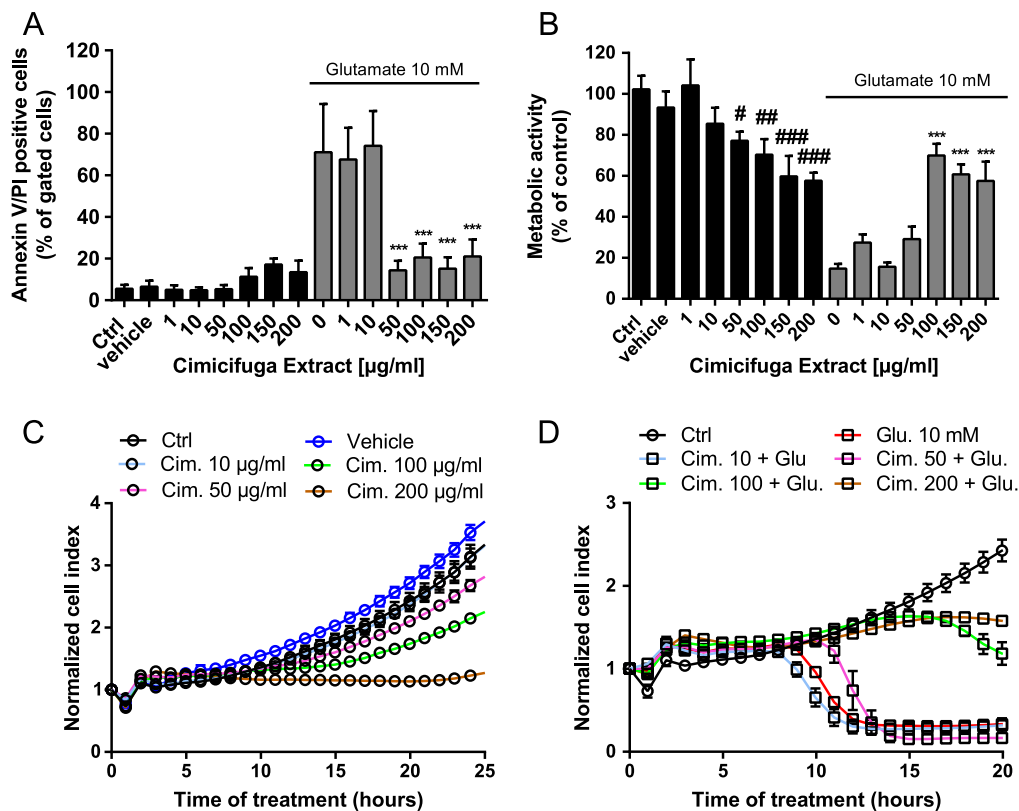 A
Annexin V/PI positive cells
(% of gated cells)
120
100
80
60
40
20
0
Glutamate 10 mM
*** *** *** ***
Ctrl vehicle 1 10 50 100 150 200 0 1 10 50 100 150 200
Cimicifuga Extract [µg/ml]
B
Metabolic activity
(% of control)
120
100
80
60
40
20
0
Glutamate 10 mM
# ## ### ### *** *** ***
Ctrl vehicle 1 10 50 100 150 200 0 1 10 50 100 150 200
Cimicifuga Extract [µg/ml]
C
Ctrl Vehicle
Cim. 10 µg/ml Cim. 100 µg/ml
Cim. 50 µg/ml Cim. 200 µg/ml
Normalized cell index
4
3
2
1
0
0 5 10 15 20 25
Time of treatment (hours)
D
Ctrl Glu. 10 mM
Cim. 10 + Glu Cim. 50 + Glu.
Cim. 100 + Glu. Cim. 200 + Glu.
Normalized cell index
3
2
1
0
0 5 10 15 20
Time of treatment (hours)